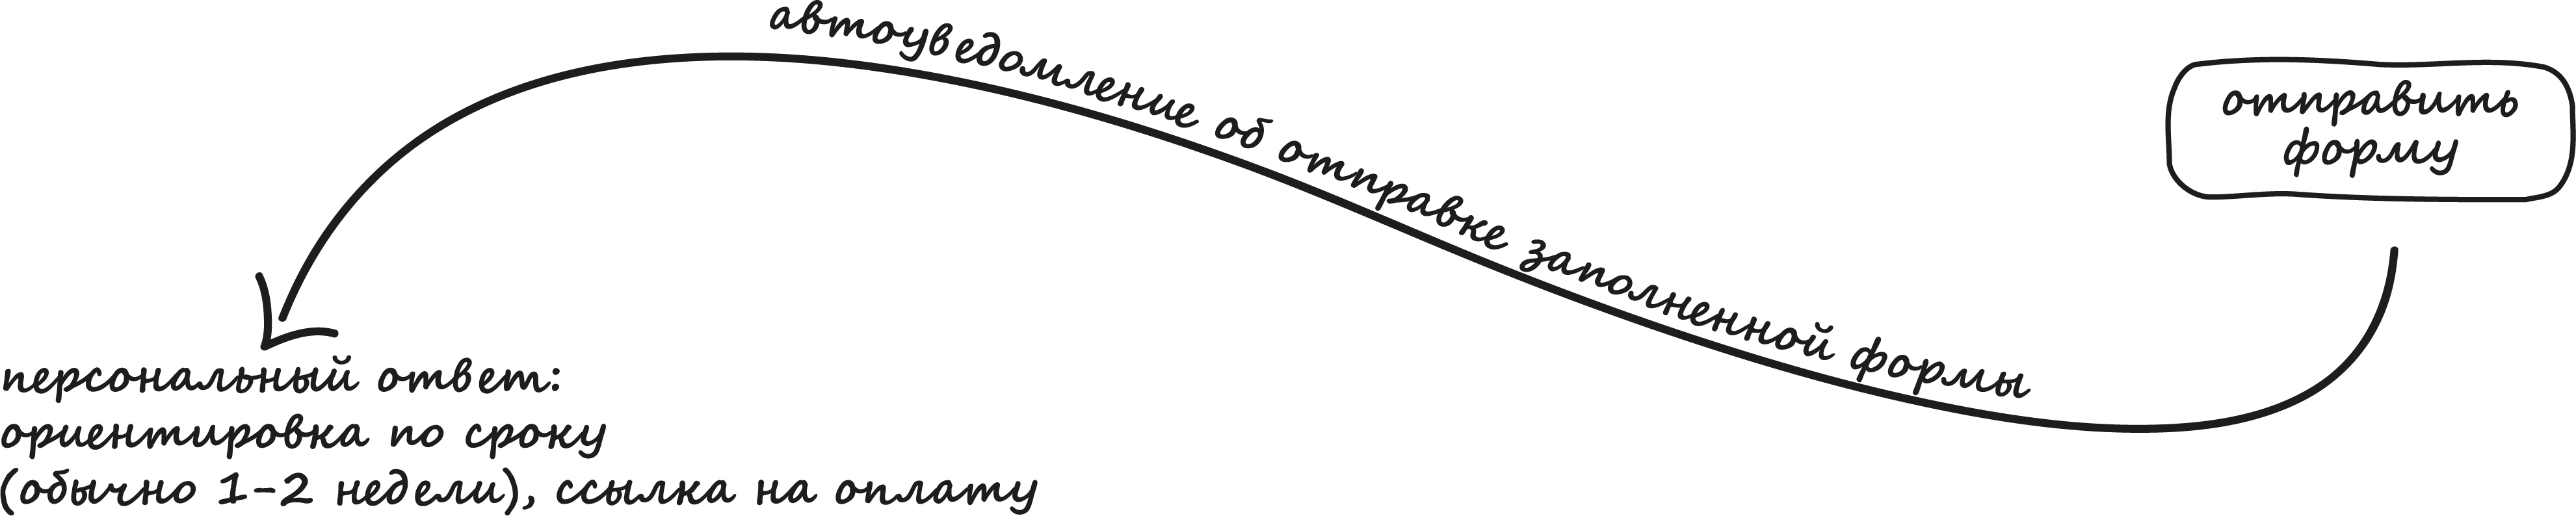 автоуведомление об отправке заполненной формы
отправить
форму
персональный ответ:
ориентировка по сроку
(обычно 1-2 недели), ссылка на оплату